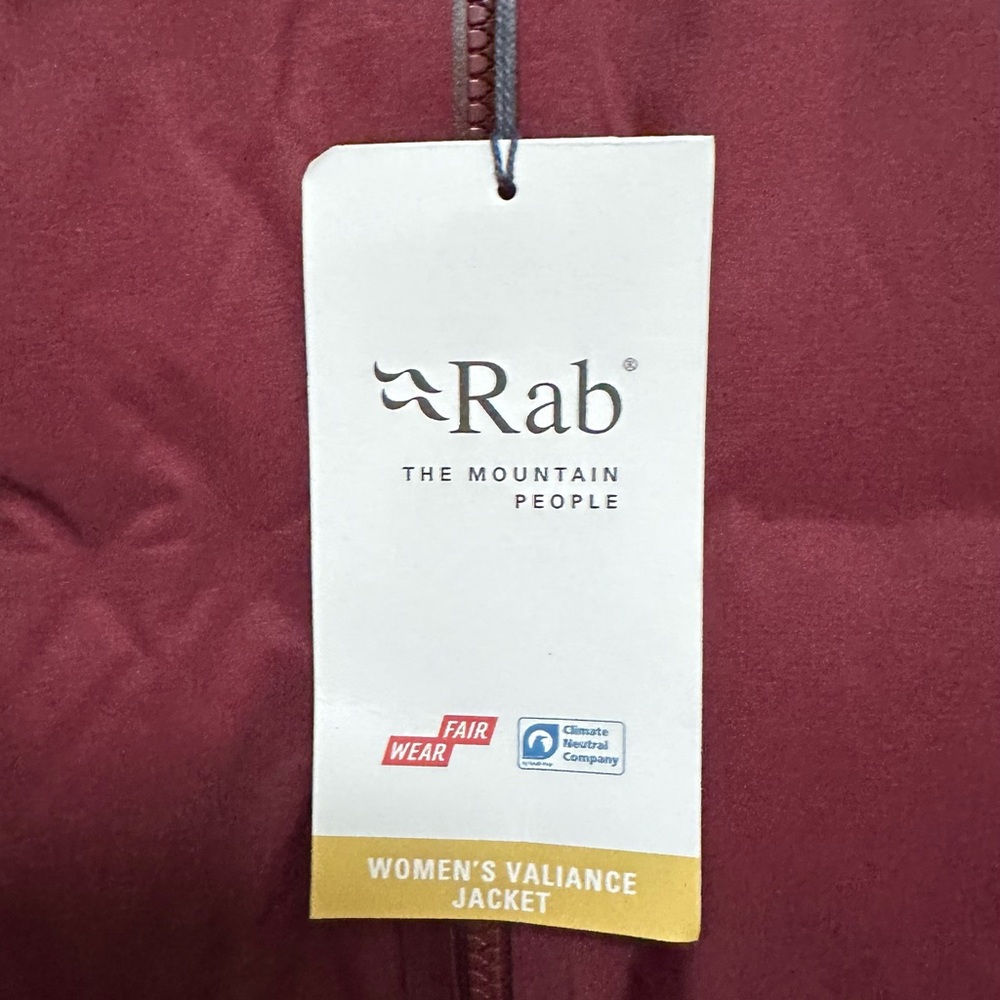 Rab®
THE MOUNTAIN
PEOPLE
FAIR
WEAR
Climate
Neutral
Company
WOMEN'S VALIANCE
JACKET